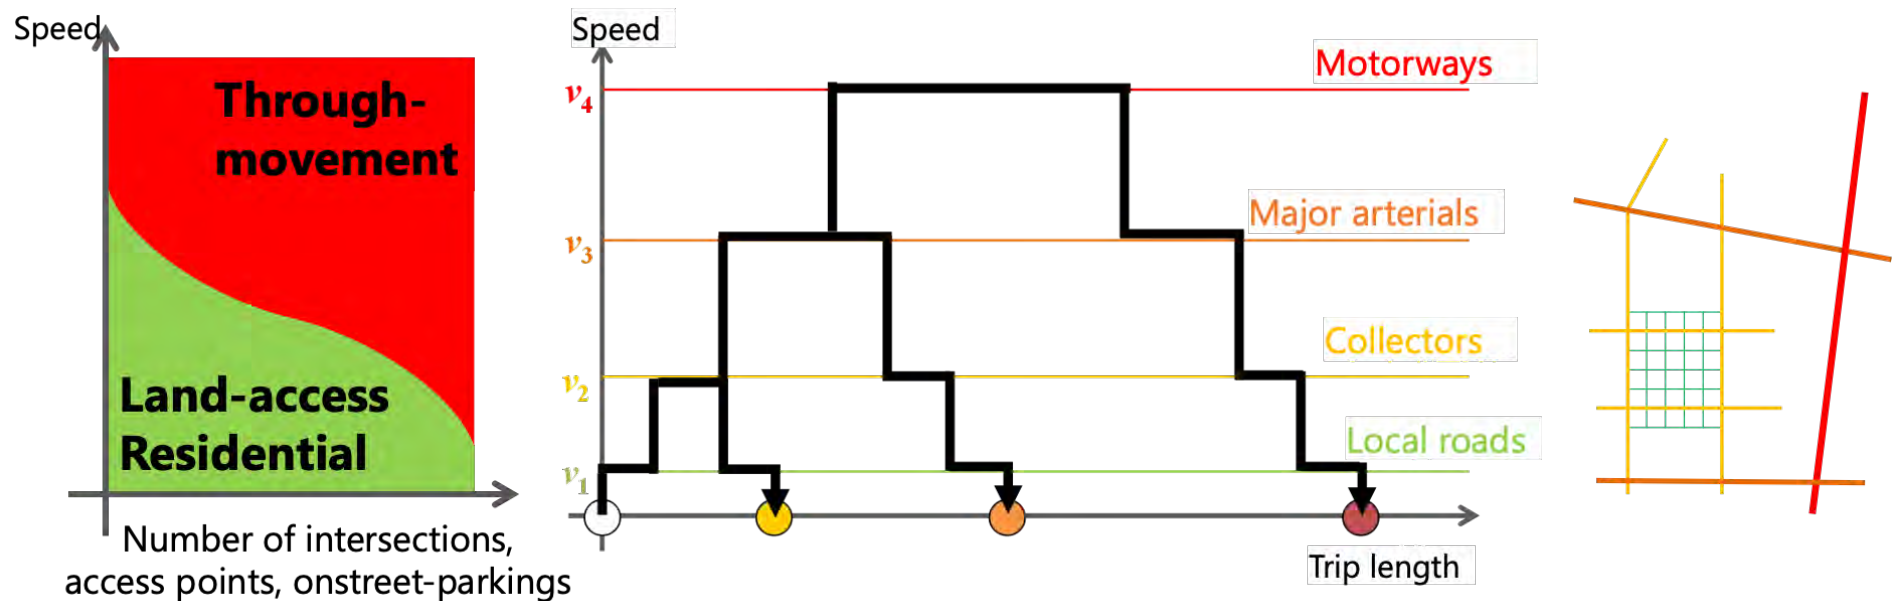 Speed
Through-
movement
Land-access
Residential
Number of intersections,
access points, onstreet-parkings
Speed
v4
v3
v2
v1
Motorways
Major arterials
Collectors
Local roads
Trip length